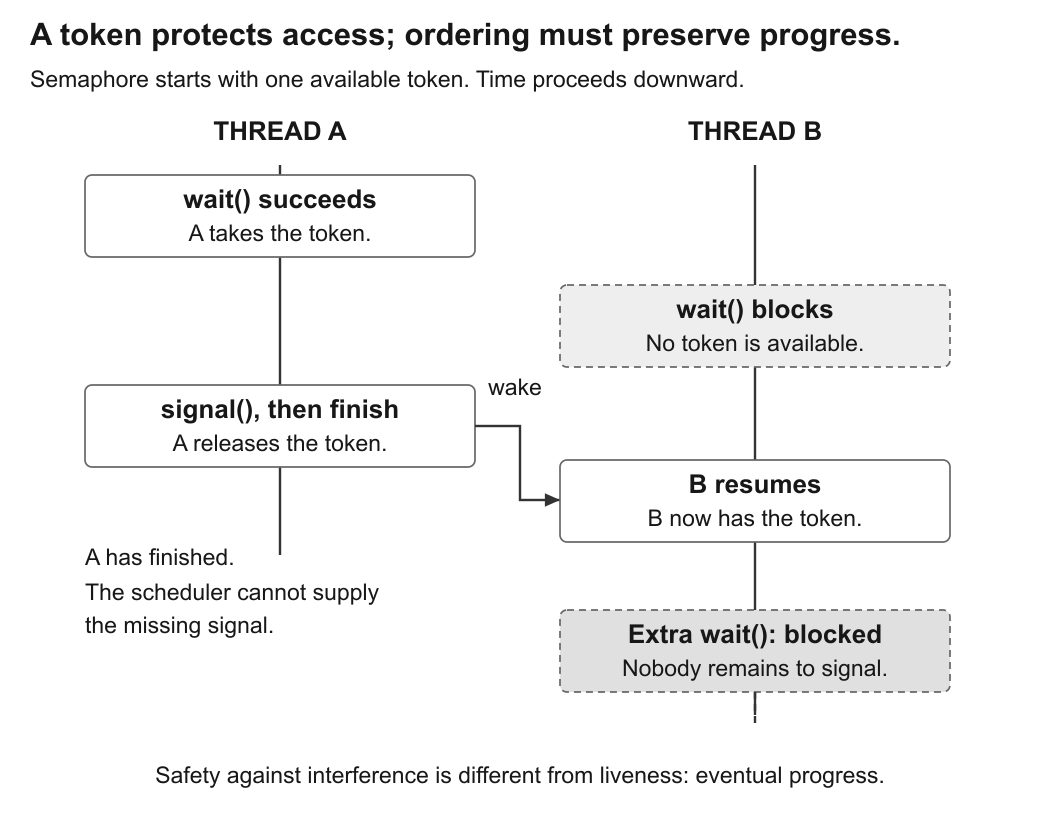 A token protects access; ordering must preserve progress.
Semaphore starts with one available token. Time proceeds downward.
THREAD A
THREAD B
wait() succeeds
A takes the token.
wait() blocks
No token is available.
signal(), then finish
A releases the token.
wake
B resumes
B now has the token.
A has finished.
The scheduler cannot supply
the missing signal.
Extra wait(): blocked
Nobody remains to signal.
Safety against interference is different from liveness: eventual progress.